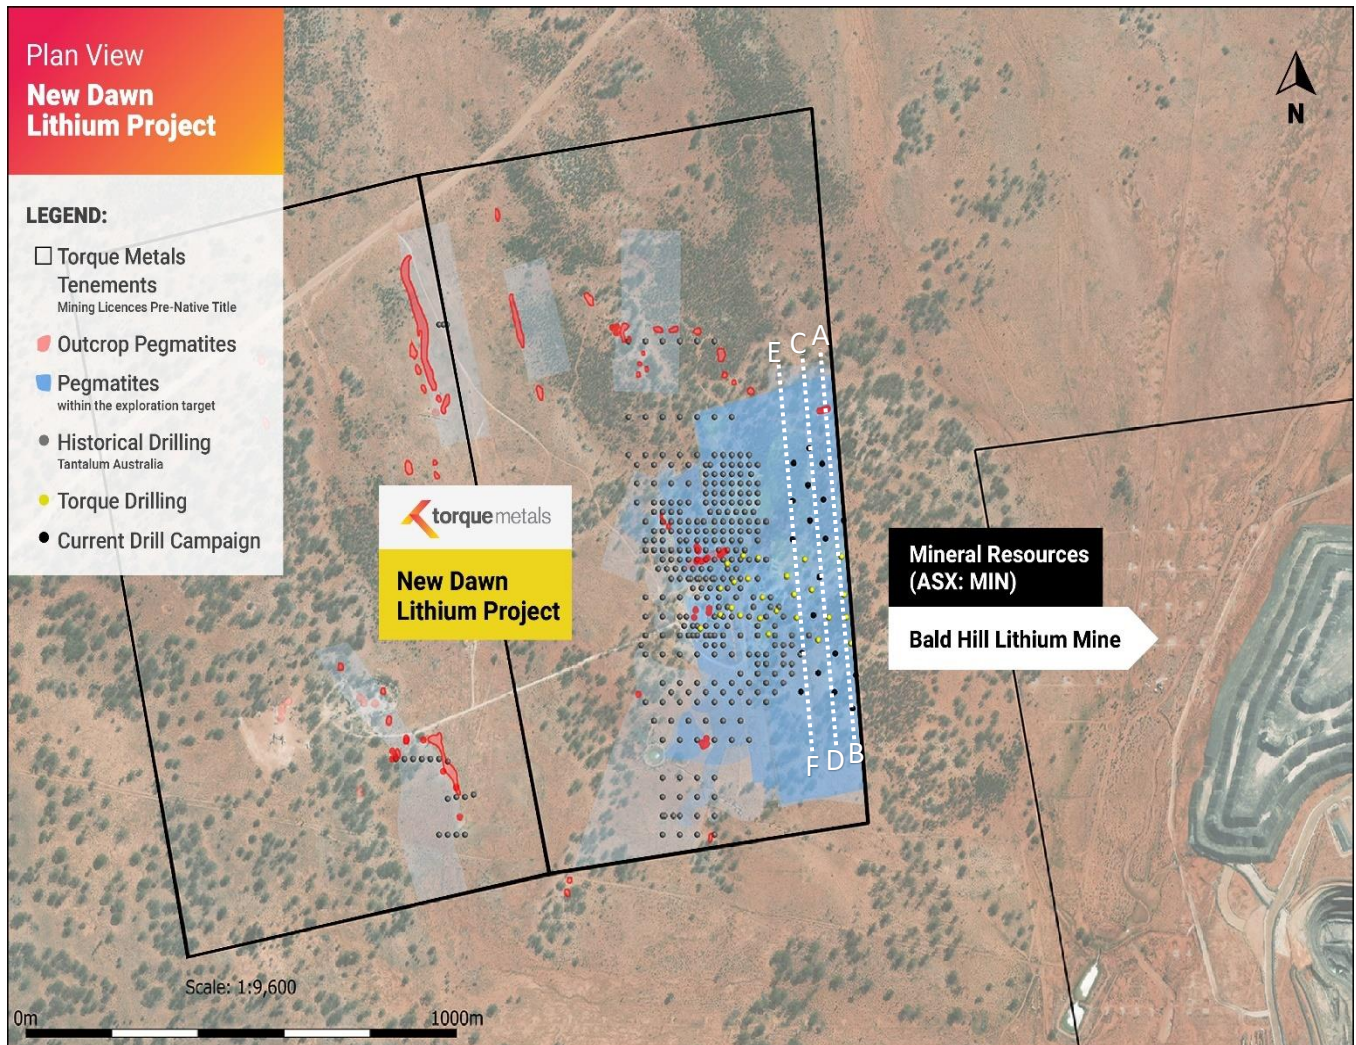 Plan View
New Dawn
Lithium Project
LEGEND:
Torque Metals
Tenements
Mining Licences Pre-Native Title
Outcrop Pegmatites
Pegmatites
within the exploration target
Historical Drilling
Tantalum Australia
Torque Drilling
Current Drill Campaign
N
E C A
torquemetals
New Dawn
Lithium Project
Mineral Resources
(ASX: MIN)
Bald Hill Lithium Mine
F D B
Scale: 1:9,600
0m 1000m